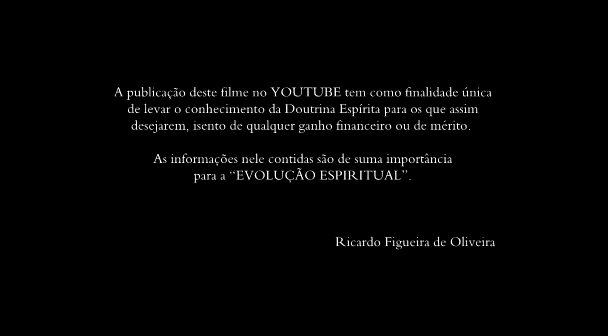 A publicação deste filme no YOUTUBE tem como finalidade única
de levar o conhecimento da Doutrina Espírita para os que assim
desejarem, isento de qualquer ganho financeiro ou de mérito.
As informações nele contidas são de suma importância
para a “EVOLUÇÃO ESPIRITUAL”.
Ricardo Figueira de Oliveira